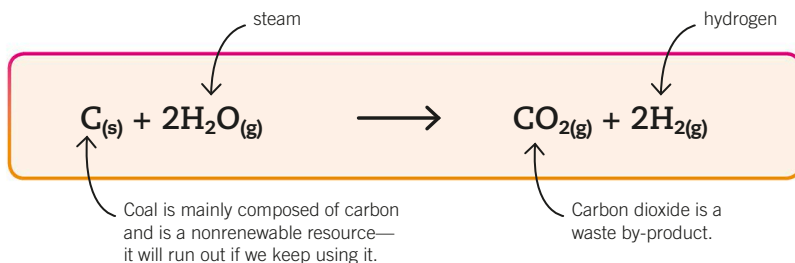 steam
hydrogen
C(s) + 2H₂O(g) → CO₂(g) + 2H₂(g)
Coal is mainly composed of carbon
and is a nonrenewable resource—
it will run out if we keep using it.
Carbon dioxide is a
waste by-product.